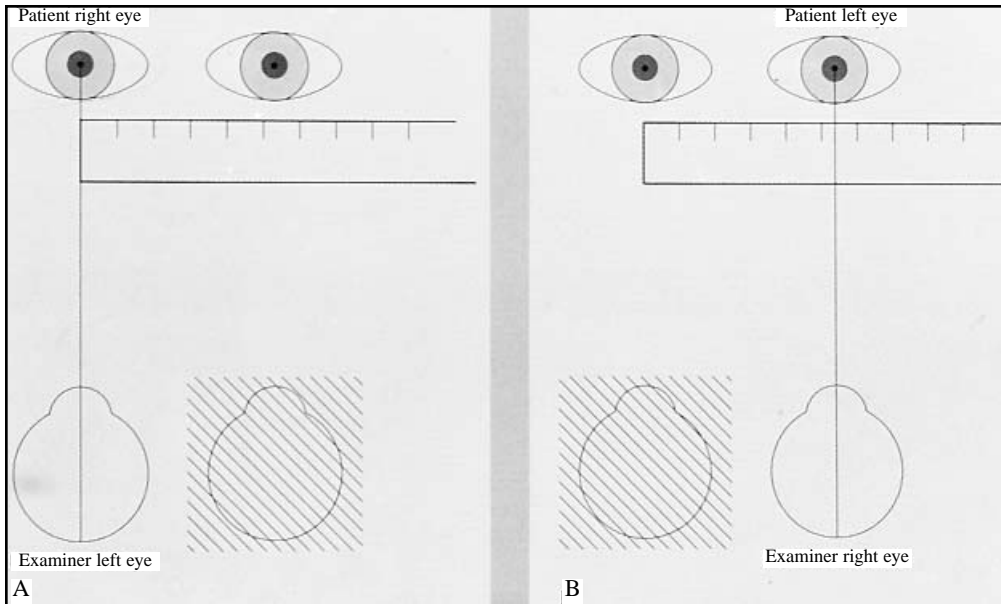 Patient right eye
Examiner left eye
A
Patient left eye
Examiner right eye
B